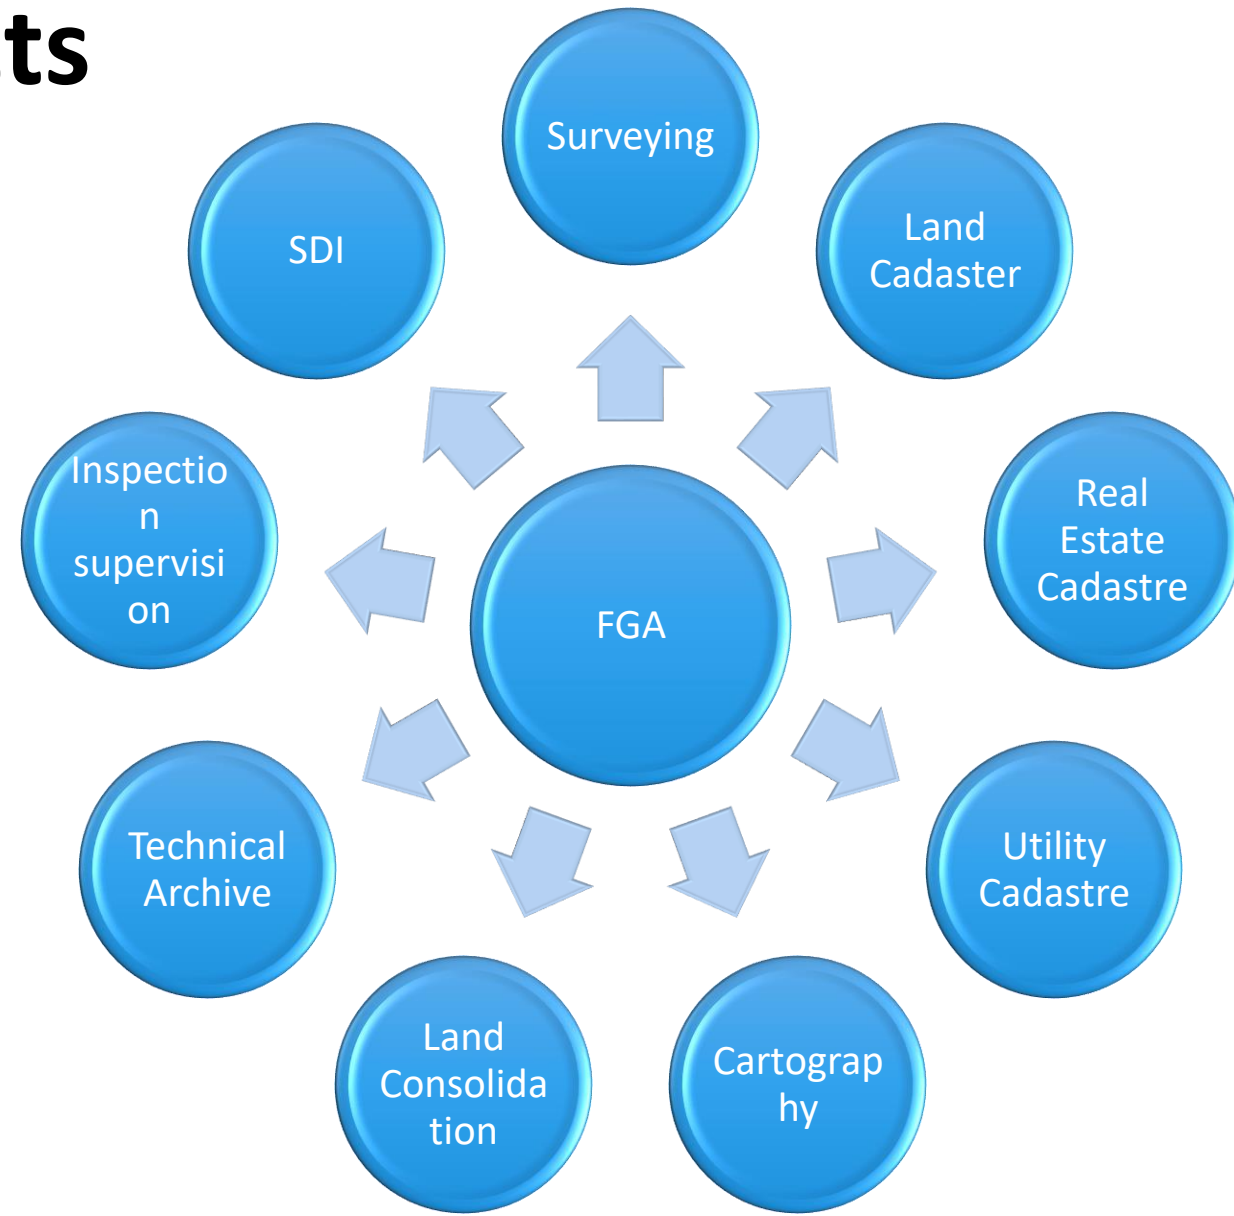 Surveying
Land
Cadaster
Real
Estate
Cadastre
Utility
Cadastre
Cartograp
hy
Land
Consolida
tion
Technical
Archive
Inspectio
n
supervisi
on
SDI
FGA